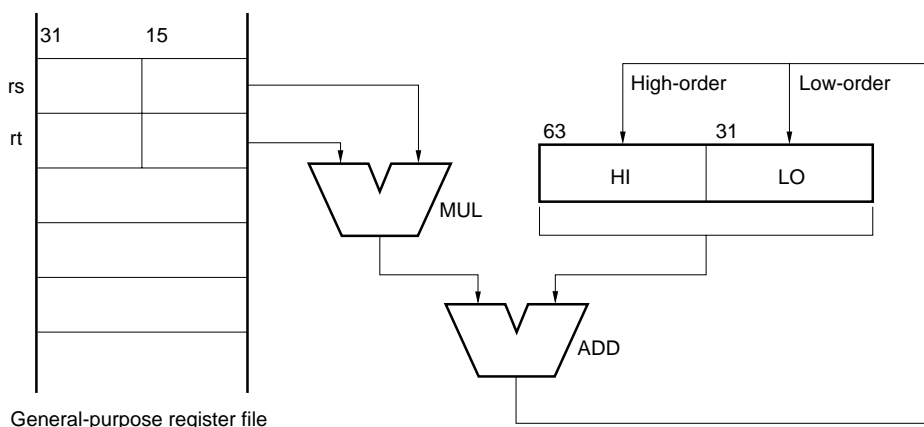 31 15
rs
High-order Low-order
rt
63 31
HI LO
MUL
ADD
General-purpose register file